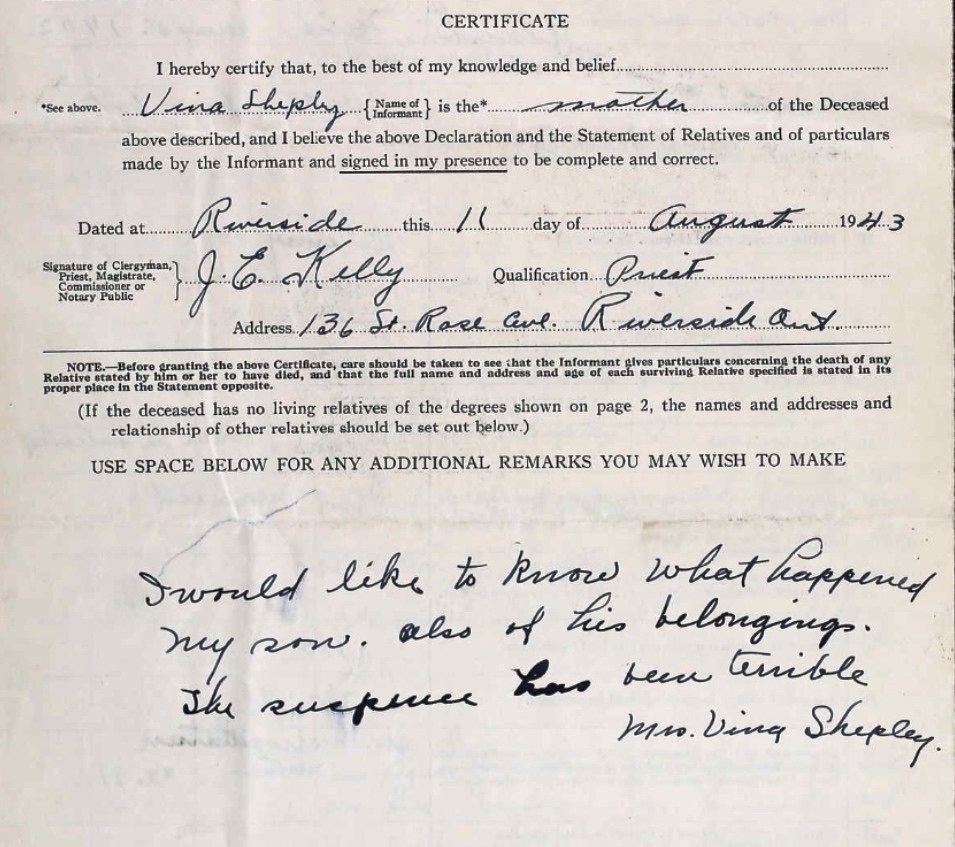 CERTIFICATE
I hereby certify that, to the best of my knowledge and belief
*See above. Vina Shepley {Name of Informant} is the* mother of the Deceased
above described, and I believe the above Declaration and the Statement of Relatives and of particulars
made by the Informant and signed in my presence to be complete and correct.
Dated at Riverside this 11 day of August 1943
Signature of Clergyman, Priest, Magistrate, Commissioner or Notary Public} J. E. Kelly Qualification Priest
Address 136 St. Rose Ave. Riverside Ont.
NOTE.—Before granting the above Certificate, care should be taken to see that the Informant gives particulars concerning the death of any
Relative stated by him or her to have died, and that the full name and address and age of each surviving Relative specified is stated in its
proper place in the Statement opposite.
(If the deceased has no living relatives of the degrees shown on page 2, the names and addresses and
relationship of other relatives should be set out below.)
USE SPACE BELOW FOR ANY ADDITIONAL REMARKS YOU MAY WISH TO MAKE
I would like to know what happened
my son. also of his belongings.
The suspence has been terrible
Mrs. Vina Shepley.